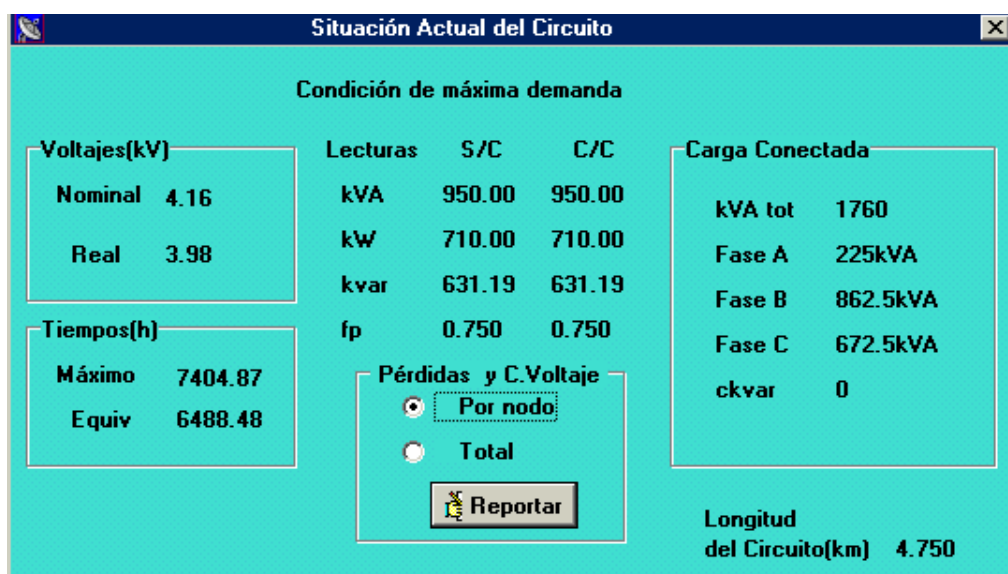 Situación Actual del Circuito
Condición de máxima demanda
Voltajes(kV)
Nominal 4.16
Real 3.98
Tiempos(h)
Máximo 7404.87
Equiv 6488.48
Lecturas S/C C/C
kVA 950.00 950.00
kW 710.00 710.00
kvar 631.19 631.19
fp 0.750 0.750
Pérdidas y C.Voltaje
Por nodo
Total
Reportar
Carga Conectada
kVA tot 1760
Fase A 225kVA
Fase B 862.5kVA
Fase C 672.5kVA
ckvar 0
Longitud
del Circuito(km) 4.750